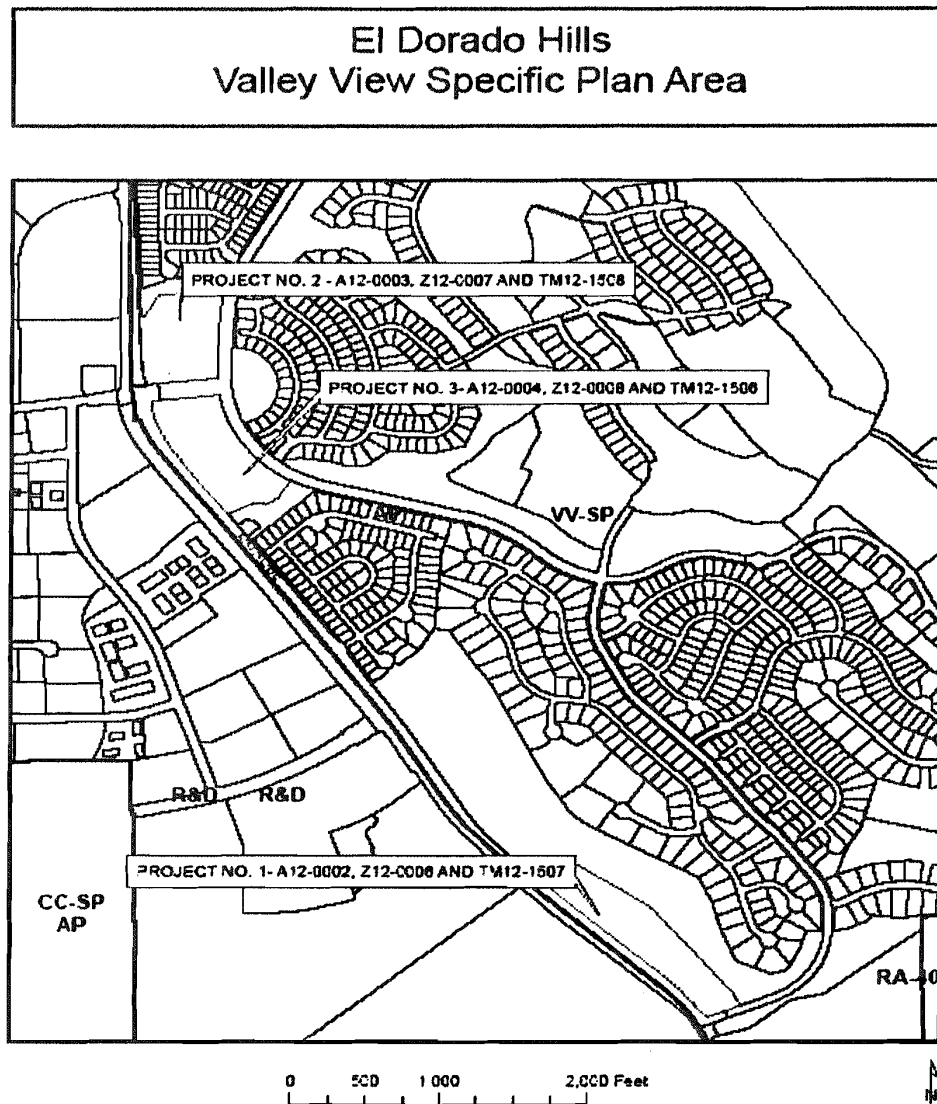 El Dorado Hills
Valley View Specific Plan Area
PROJECT NO. 2 - A12-0003, Z12-0007 AND TM12-1508
PROJECT NO. 3- A12-0004, Z12-0008 AND TM12-1506
VV-SP
R&D
R&D
PROJECT NO. 1- A12-0002, Z12-0006 AND TM12-1507
CC-SP
AP
RA-40
0 500 1 000 2,000 Feet
N